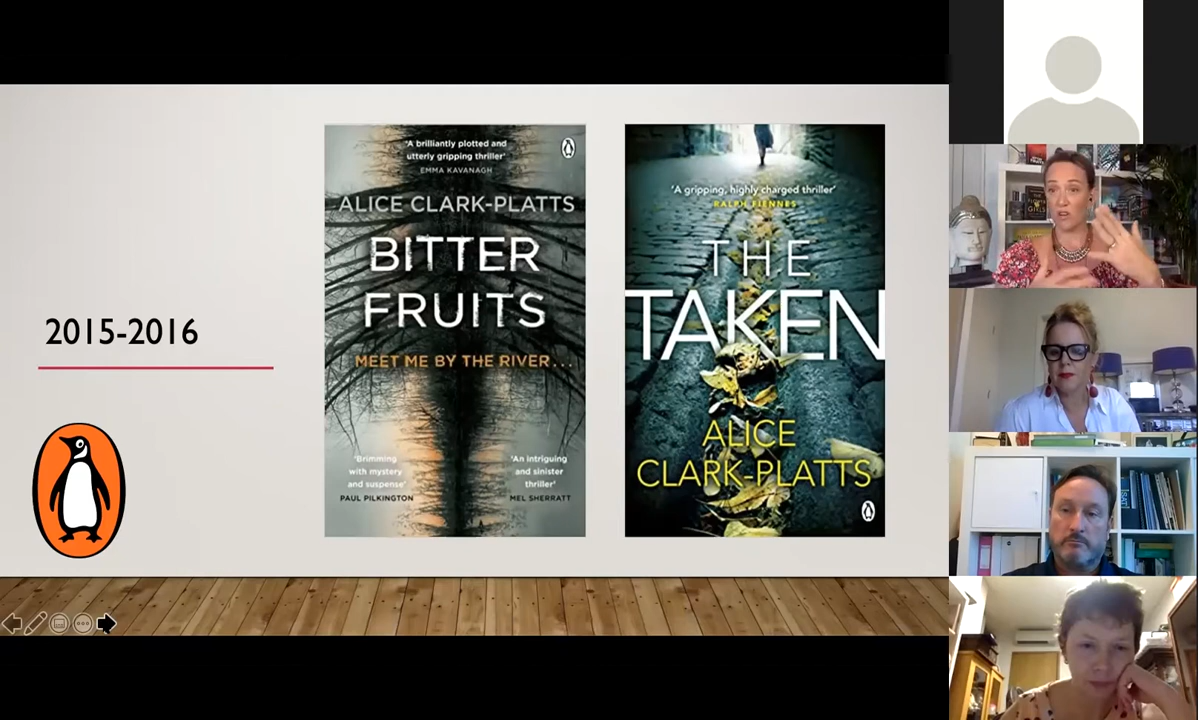 2015-2016
'A brilliantly plotted and
utterly gripping thriller'
EMMA KAVANAGH
ALICE CLARK-PLATTS
BITTER
FRUITS
MEET ME BY THE RIVER...
'Brimming
with mystery
and suspense'
PAUL PILKINGTON
'An intriguing
and sinister
thriller'
MEL SHERRATT
'A gripping, highly charged thriller'
RALPH FIENNES
THE
TAKEN
ALICE
CLARK-PLATTS